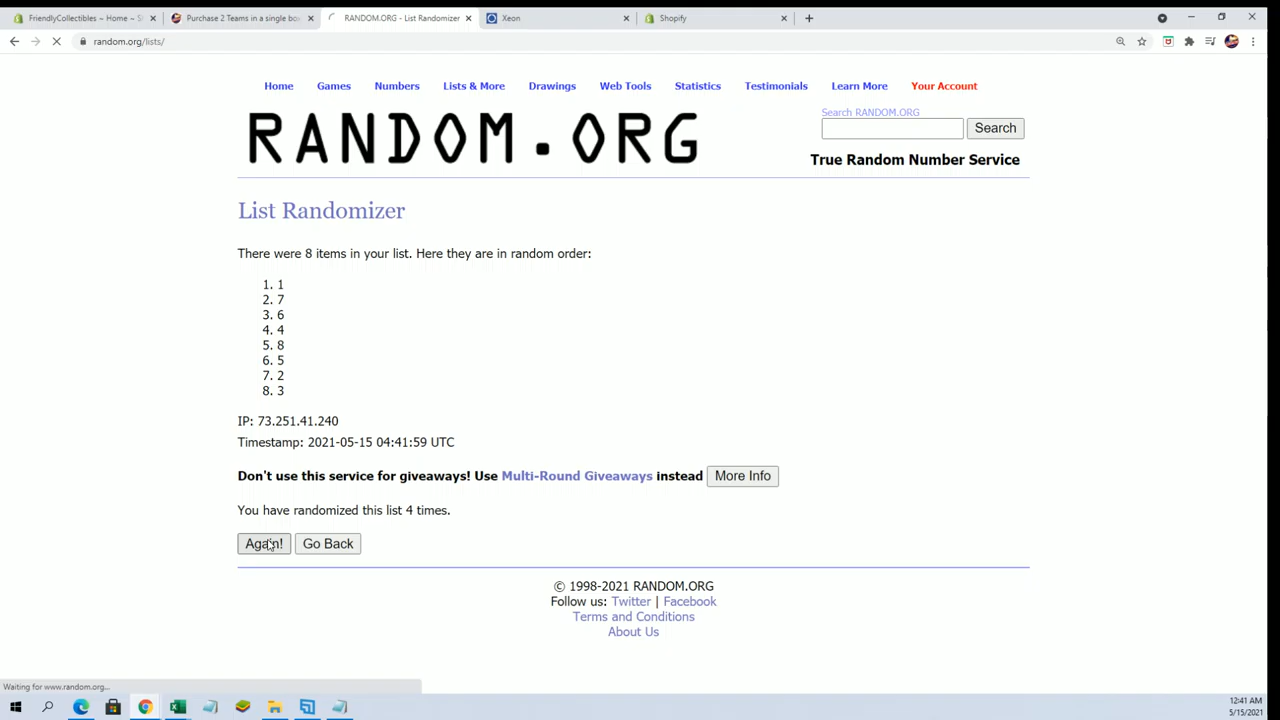 FriendlyCollectibles ~ Home ~ S
Purchase 2 Teams in a single bo
RANDOM.ORG - List Randomizer
Xeon
Shopify
random.org/lists/
Home Games Numbers Lists & More Drawings Web Tools Statistics Testimonials Learn More Your Account
RANDOM.ORG
Search RANDOM.ORG
Search
True Random Number Service
List Randomizer
There were 8 items in your list. Here they are in random order:
1. 1
2. 7
3. 6
4. 4
5. 8
6. 5
7. 2
8. 3
IP: 73.251.41.240
Timestamp: 2021-05-15 04:41:59 UTC
Don't use this service for giveaways! Use Multi-Round Giveaways instead More Info
You have randomized this list 4 times.
Again! Go Back
© 1998-2021 RANDOM.ORG
Follow us: Twitter | Facebook
Terms and Conditions
About Us
Waiting for www.random.org...
12:41 AM
5/15/2021